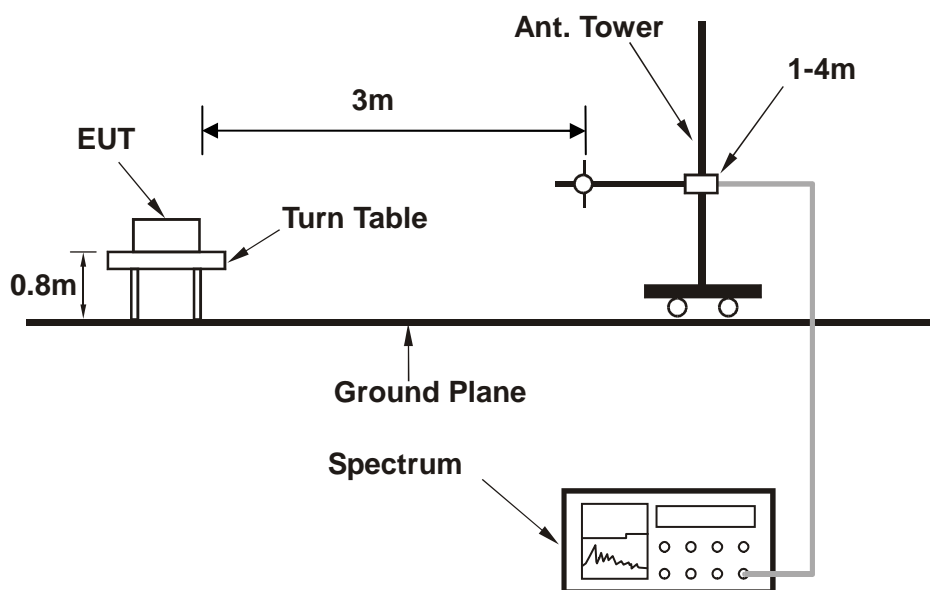 Ant. Tower
1-4m
3m
EUT
Turn Table
0.8m
Ground Plane
Spectrum